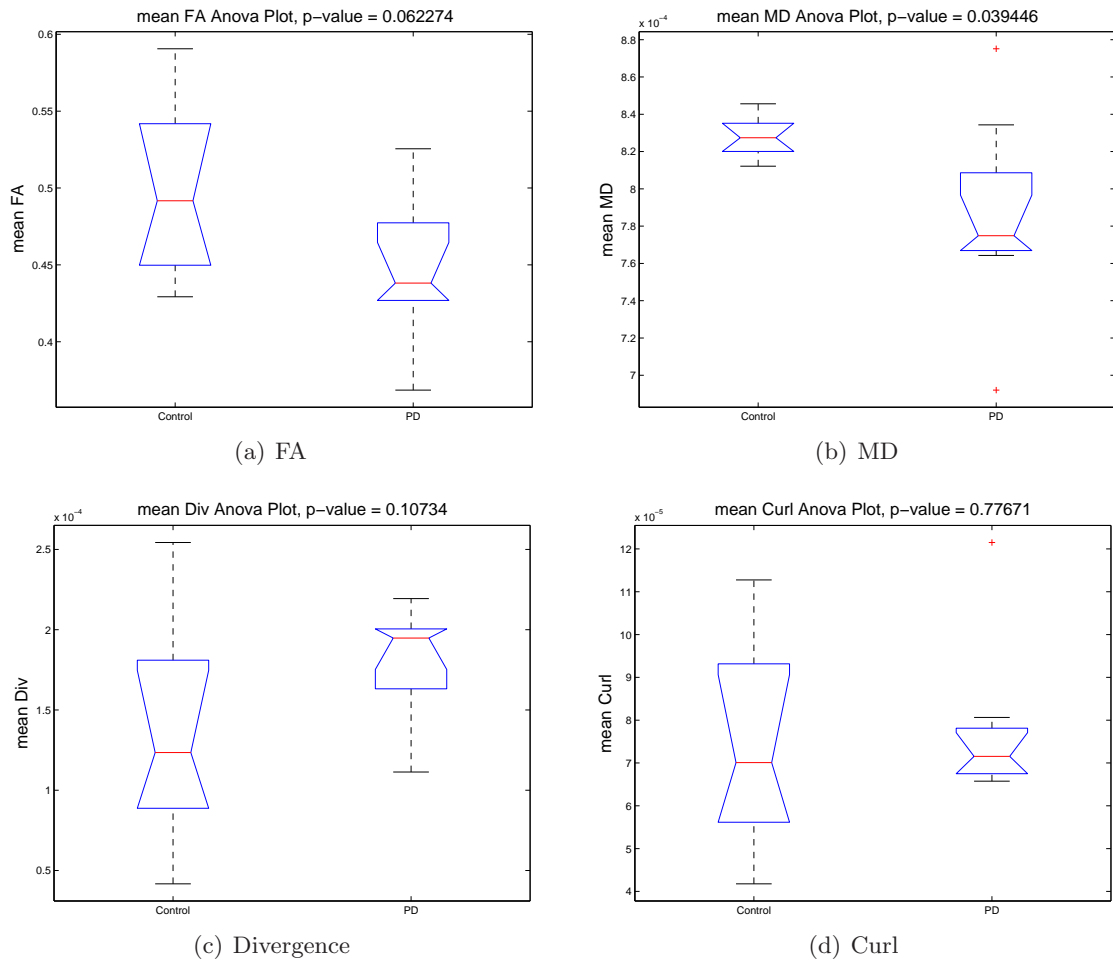 mean FA Anova Plot, p−value = 0.062274
0.6
0.55
0.5
0.45
0.4
mean FA
Control
PD
(a) FA
mean MD Anova Plot, p−value = 0.039446
x 10⁻⁴
8.8
8.6
8.4
8.2
8
7.8
7.6
7.4
7.2
7
mean MD
Control
PD
(b) MD
mean Div Anova Plot, p−value = 0.10734
x 10⁻⁴
2.5
2
1.5
1
0.5
mean Div
Control
PD
(c) Divergence
mean Curl Anova Plot, p−value = 0.77671
x 10⁻⁵
12
11
10
9
8
7
6
5
4
mean Curl
Control
PD
(d) Curl